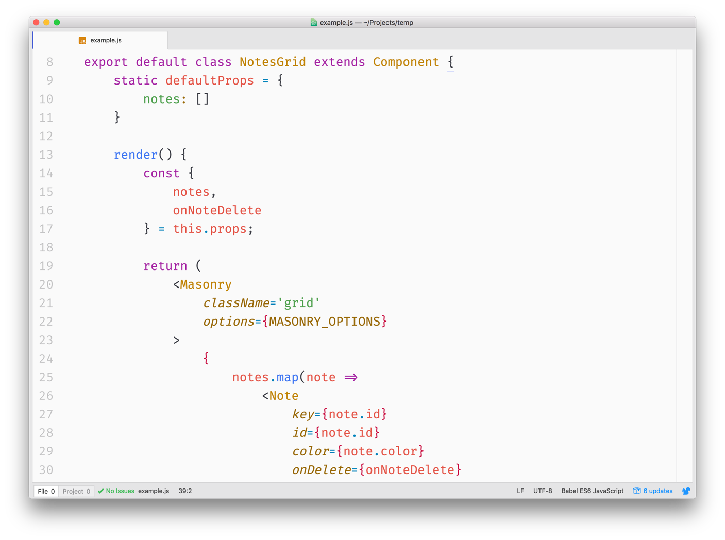 example.js — ~/Projects/temp
example.js
8 export default class NotesGrid extends Component {
9 static defaultProps = {
10 notes: []
11 }
12
13 render() {
14 const {
15 notes,
16 onNoteDelete
17 } = this.props;
18
19 return (
20 <Masonry
21 className='grid'
22 options={MASONRY_OPTIONS}
23 >
24 {
25 notes.map(note =>
26 <Note
27 key={note.id}
28 id={note.id}
29 color={note.color}
30 onDelete={onNoteDelete}
File 0 Project 0 No Issues example.js 39:2 LF UTF-8 Babel ES6 JavaScript 8 updates